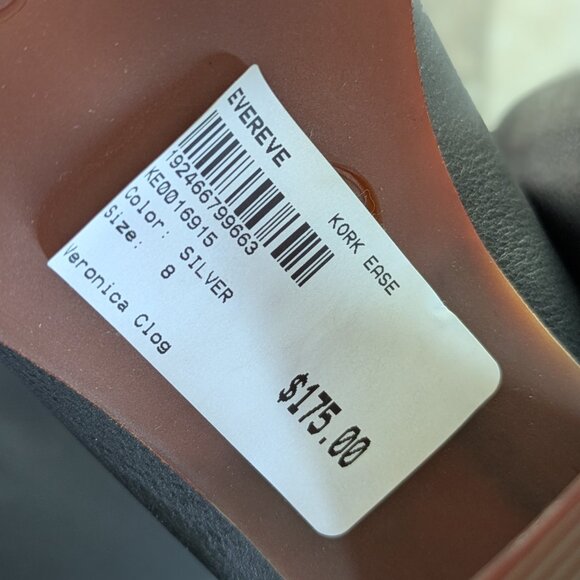 EVEREVE
KORK EASE
192466799663
KE0016915
Color: SILVER
Size: 8
Veronica Clog
$175.00